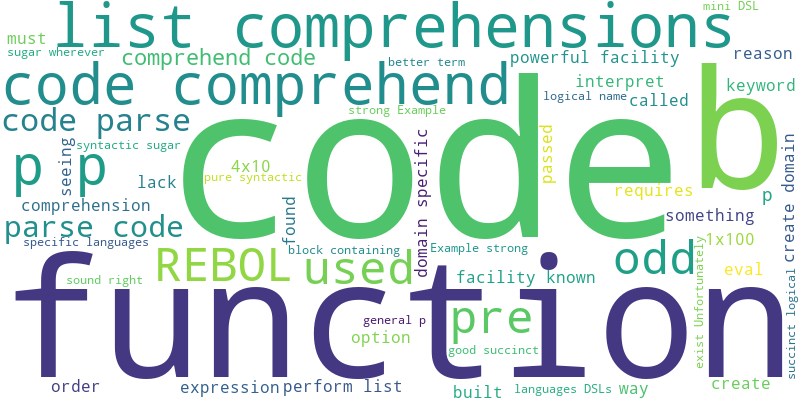 mini DSL
list comprehensions
must
sugar wherever
comprehend code
better term
powerful facility
reason
code comprehend
interpret
keyword
logical name
called
strong Example
code parse
code
b
syntactic sugar
seeing
p p
4x10
passed
lack
pure syntactic
requires
p
comprehension
found
domain specific
something
create domain
parse code
specific languages
block containing
Example strong
odd
1x100
REBOL
used
facility known
eval
sound right
function
exist Unfortunately
succinct logical
general p
pre
option
good succinct
order
expression
perform list
built
languages DSLs
way
create